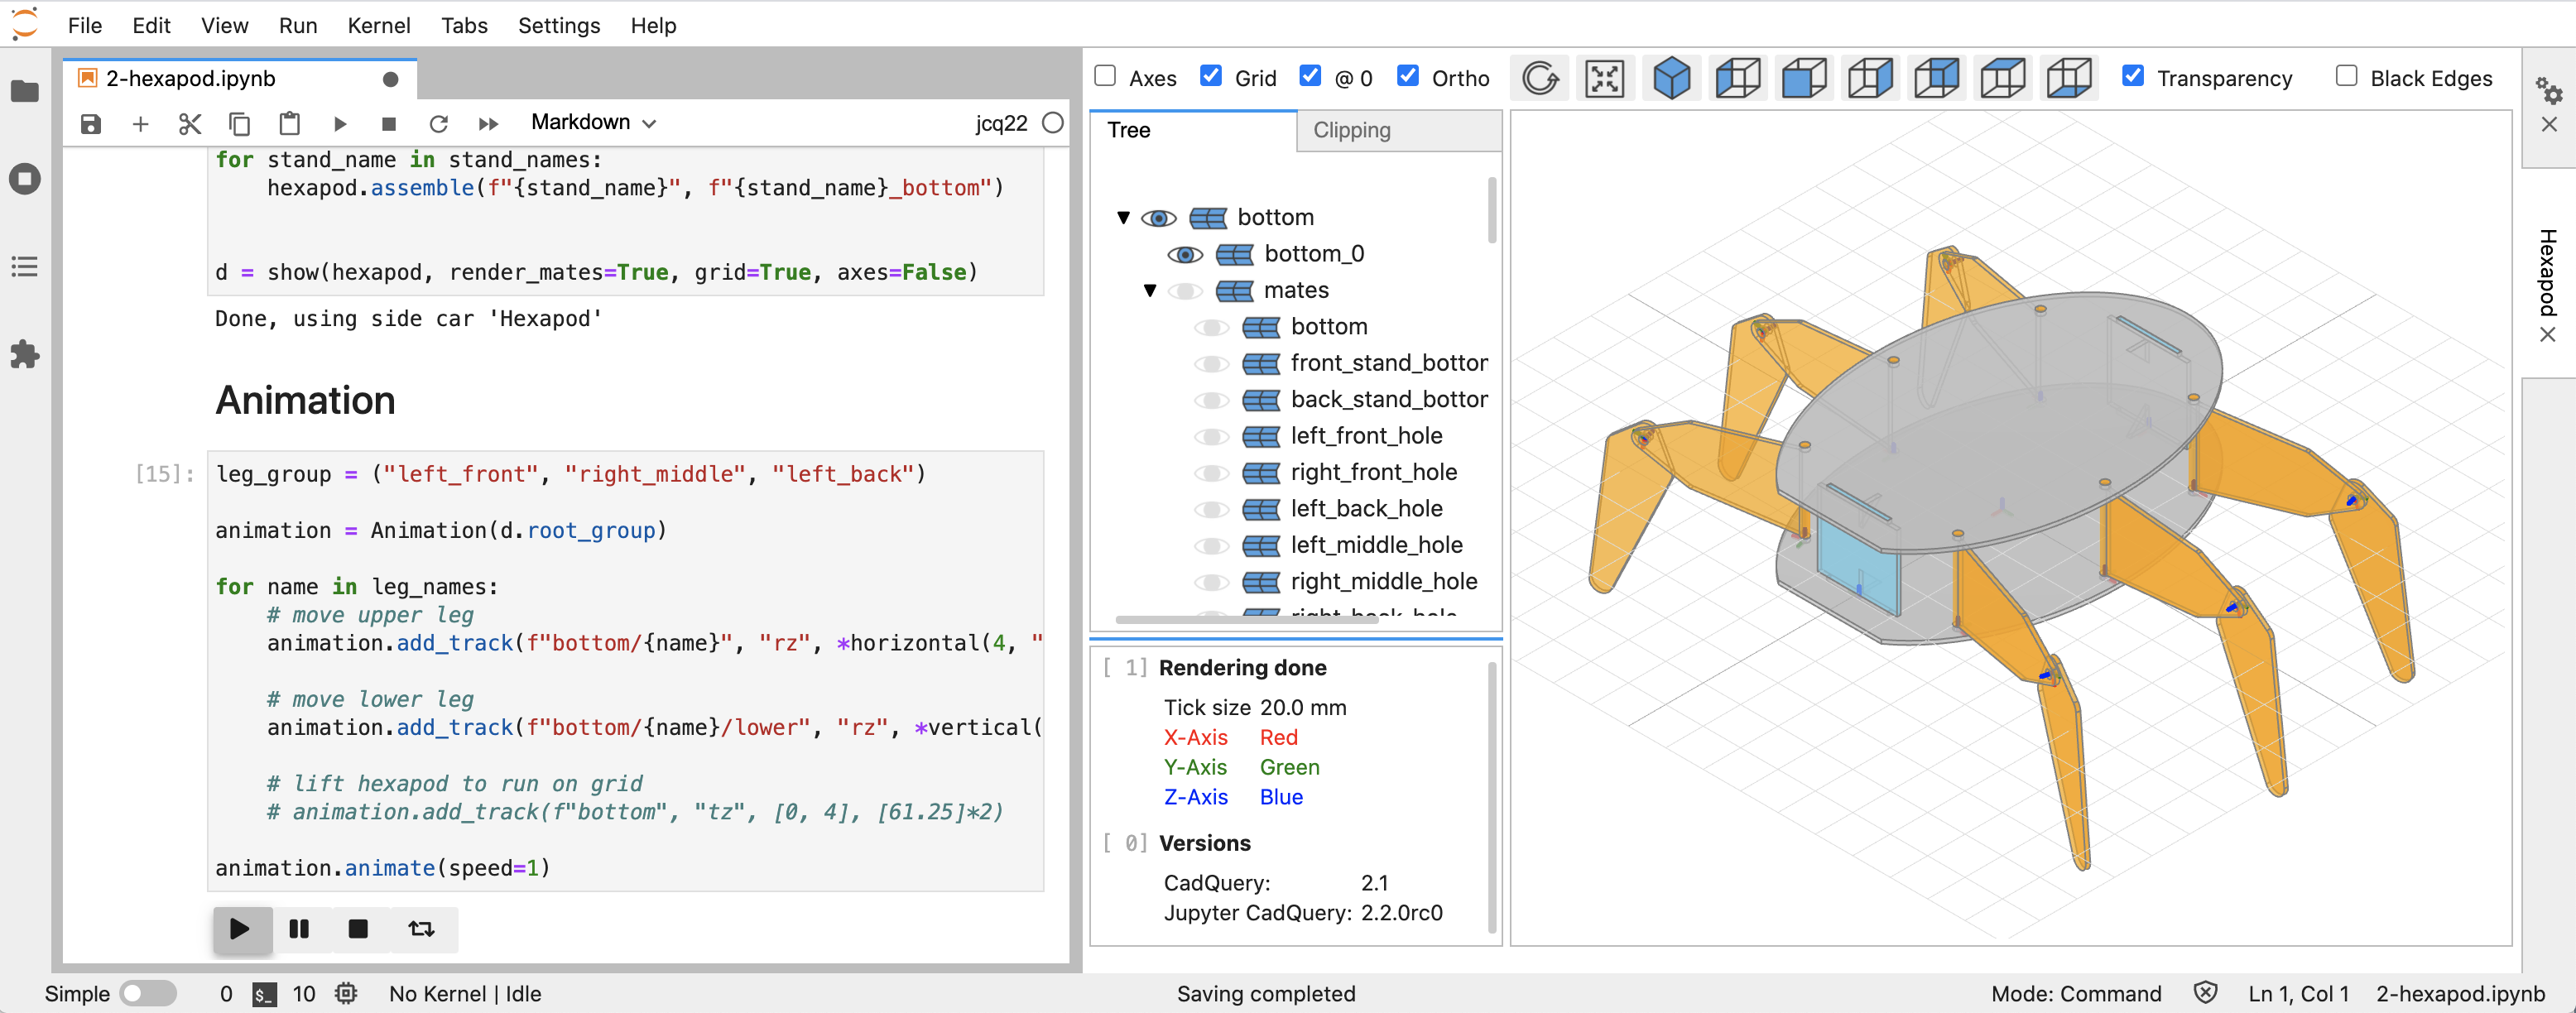 File Edit View Run Kernel Tabs Settings Help
2-hexapod.ipynb
Markdown
jcq22
for stand_name in stand_names:
hexapod.assemble(f"{stand_name}", f"{stand_name}_bottom")
d = show(hexapod, render_mates=True, grid=True, axes=False)
Done, using side car 'Hexapod'
Animation
[15]:
leg_group = ("left_front", "right_middle", "left_back")
animation = Animation(d.root_group)
for name in leg_names:
# move upper leg
animation.add_track(f"bottom/{name}", "rz", *horizontal(4, "
# move lower leg
animation.add_track(f"bottom/{name}/lower", "rz", *vertical(
# lift hexapod to run on grid
# animation.add_track(f"bottom", "tz", [0, 4], [61.25]*2)
animation.animate(speed=1)
Axes Grid @ 0 Ortho Transparency Black Edges
Tree Clipping
bottom
bottom_0
mates
bottom
front_stand_bottor
back_stand_bottor
left_front_hole
right_front_hole
left_back_hole
left_middle_hole
right_middle_hole
right_back_hole
[ 1] Rendering done
Tick size 20.0 mm
X-Axis Red
Y-Axis Green
Z-Axis Blue
[ 0] Versions
CadQuery: 2.1
Jupyter CadQuery: 2.2.0rc0
Hexapod
Simple 0 $_ 10 No Kernel | Idle Saving completed Mode: Command Ln 1, Col 1 2-hexapod.ipynb